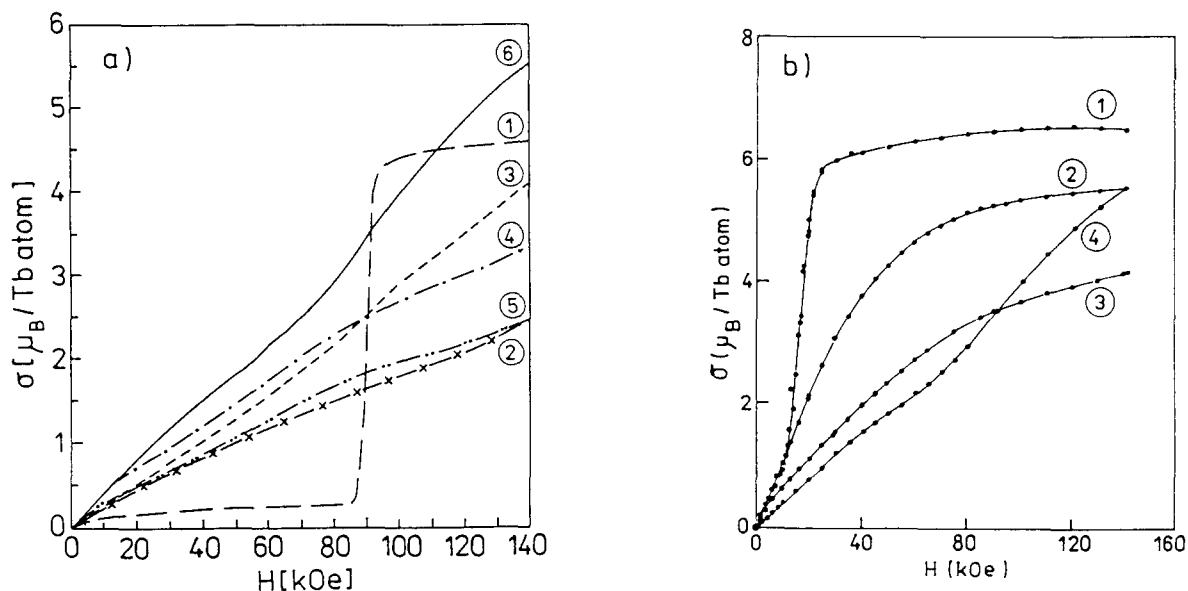 a)
6
5
4
3
2
1
0
σ [μ_B / Tb atom]
⑥
①
③
④
⑤
②
0 20 40 60 80 100 120 140
H [kOe]
b)
8
6
4
2
0
σ (μ_B / Tb atom)
①
②
④
③
0 40 80 120 160
H (kOe)